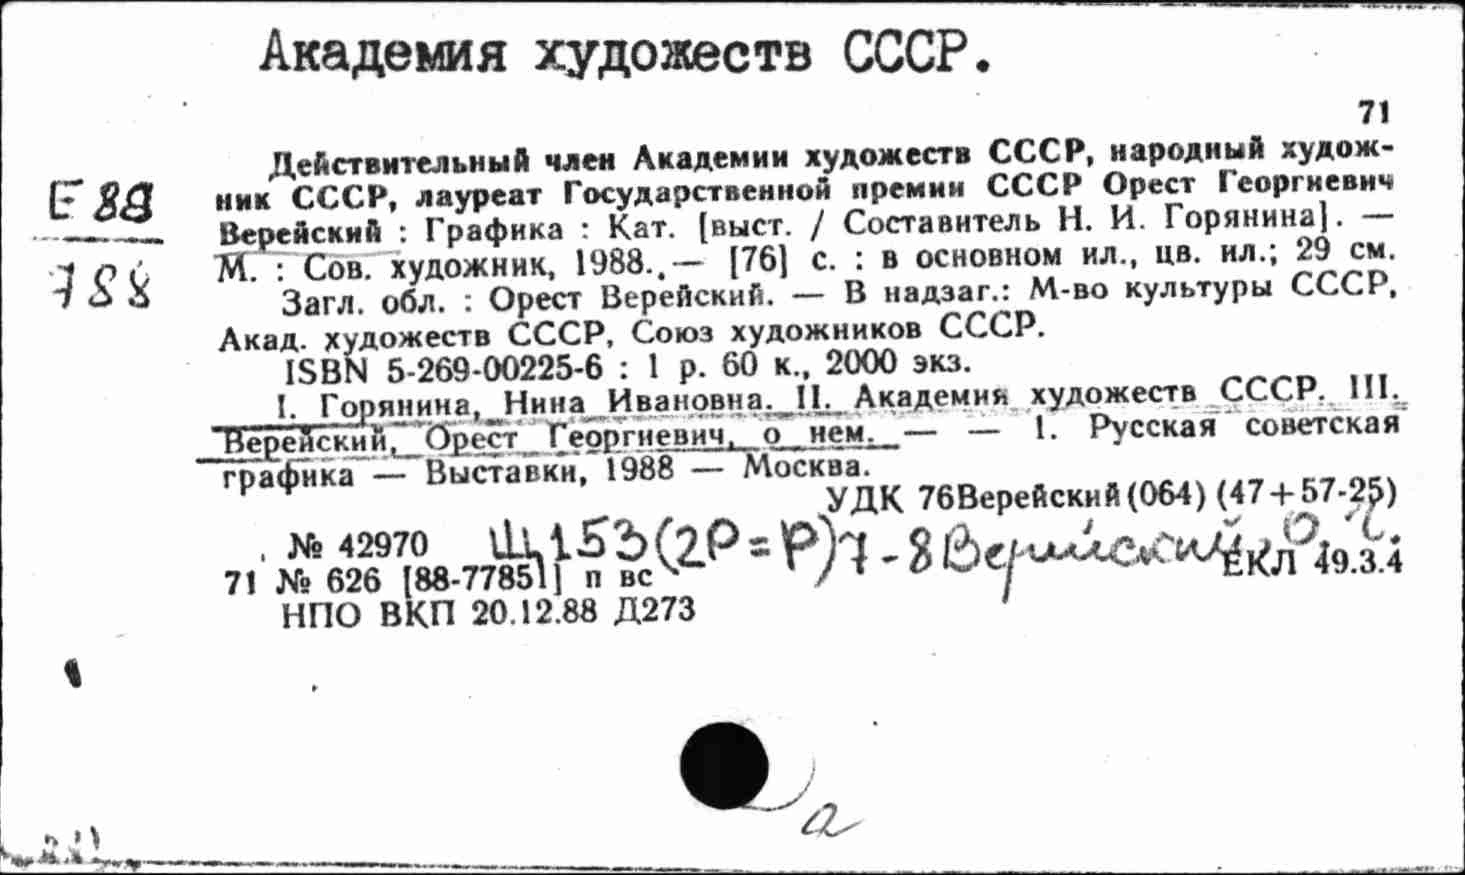 Академия художеств СССР.
71
Действительный член Академии художеств СССР, народный худож-
ник СССР, лауреат Государственной премии СССР Орест Георгиевич
Верейский : Графика : Кат. [выст. / Составитель Н. И. Горянина]. —
М. : Сов. художник, 1988. — [76] с. : в основном ил., цв. ил.; 29 см.
Загл. обл. : Орест Верейский. — В надзаг.: М-во культуры СССР,
Акад. художеств СССР, Союз художников СССР.
ISBN 5-269-00225-6 : 1 р. 60 к., 2000 экз.
I. Горянина, Нина Ивановна. II. Академия художеств СССР. III.
Верейский, Орест Георгиевич, о нем. — — 1. Русская советская
графика — Выставки, 1988 — Москва.
УДК 76Верейский(064) (47+57-25)
№ 42970 Щ153(2Р=Р)7-8
71 № 626 [88-77851] п вс ЕКЛ 49.3.4
НПО ВКП 20.12.88 Д273
Е 88
788
а